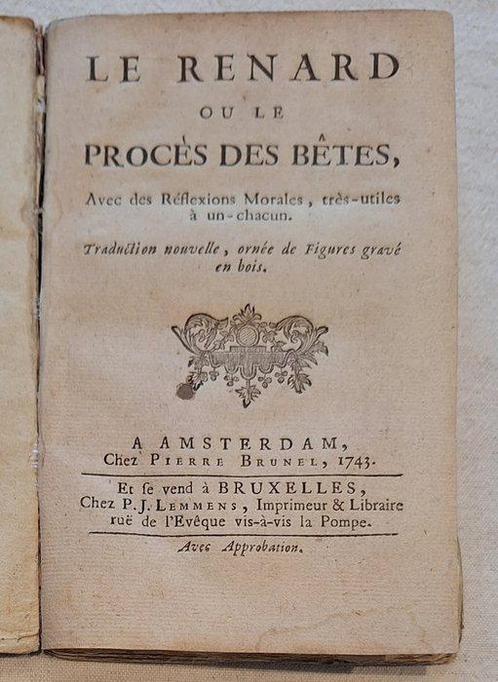 LE RENARD
OU LE
PROCÈS DES BÊTES,
Avec des Réflexions Morales, très-utiles
à un-chacun.
Traduction nouvelle, ornée de Figures gravé
en bois.
A AMSTERDAM,
Chez PIERRE BRUNEL, 1743.
Et ſe vend à BRUXELLES,
Chez P. J. LEMMENS, Imprimeur & Libraire
ruë de l'Evêque vis-à-vis la Pompe.
Avec Approbation.